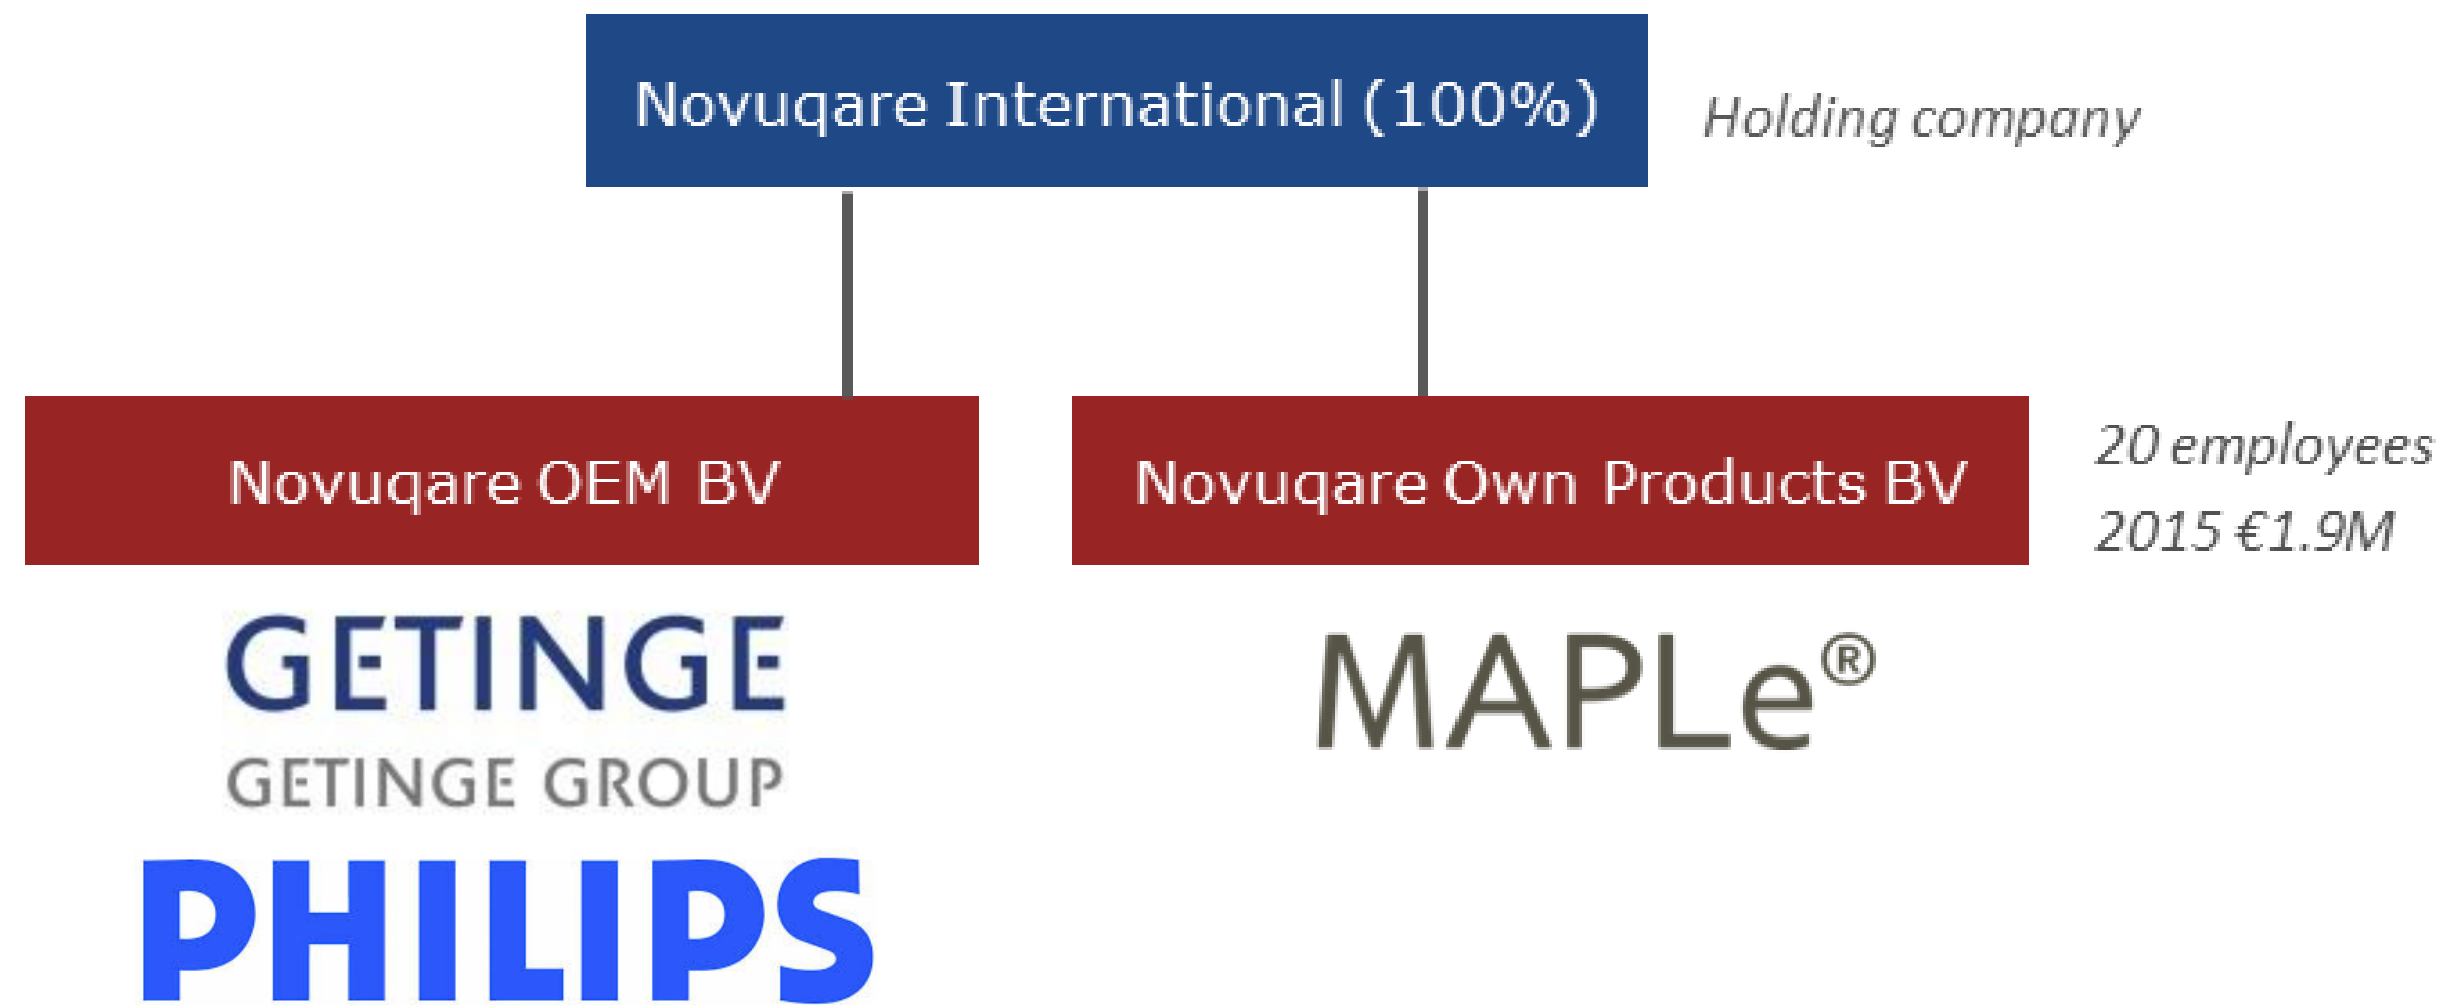 Novuqare International (100%)
Holding company
Novuqare OEM BV
Novuqare Own Products BV
20 employees
2015 €1.9M
GETINGE
GETINGE GROUP
PHILIPS
MAPLe®